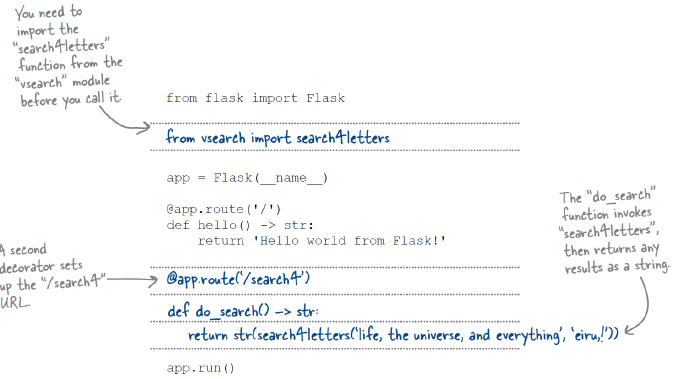 You need to
import the
"search4letters"
function from the
"vsearch" module
before you call it.
from flask import Flask
from vsearch import search4letters
app = Flask(__name__)
@app.route('/')
def hello() -> str:
return 'Hello world from Flask!'
A second
decorator sets
up the "/search4"
URL.
@app.route('/search4')
def do_search() -> str:
return str(search4letters('life, the universe, and everything', 'eiru,!'))
The "do_search"
function invokes
"search4letters",
then returns any
results as a string.
app.run()